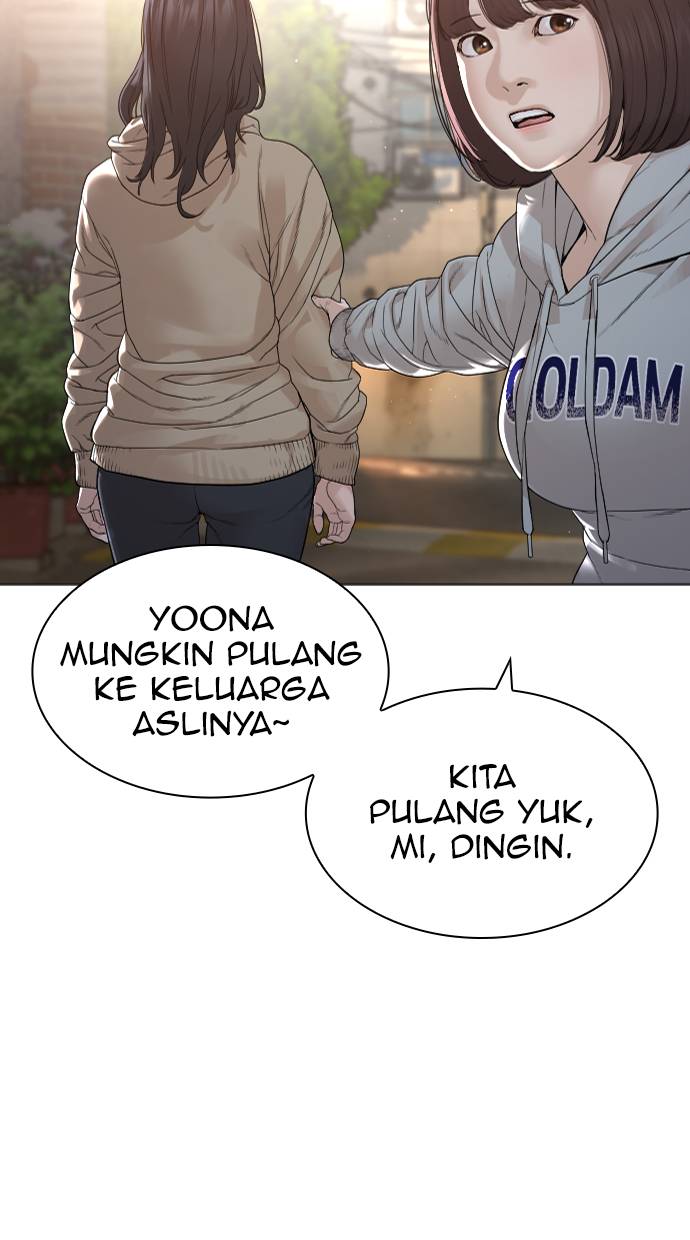 GOLDAM
YOONA
MUNGKIN PULANG
KE KELUARGA
ASLINYA~
KITA
PULANG YUK,
MI, DINGIN.